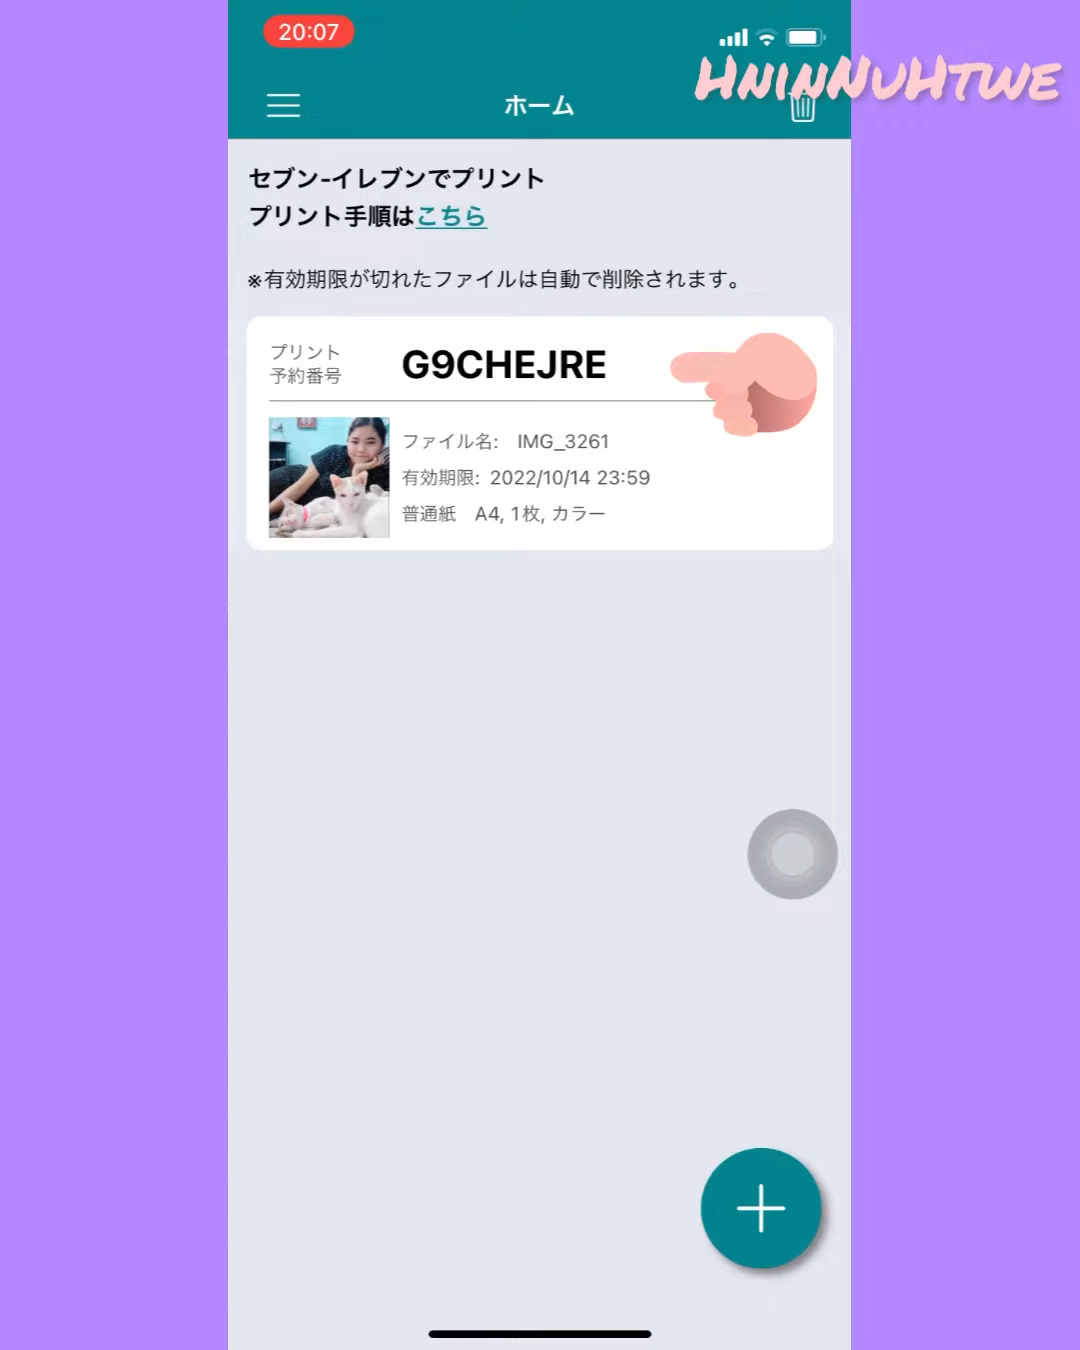 20:07
HNINNUHTWE
ホーム
セブン-イレブンでプリント
プリント手順はこちら
※有効期限が切れたファイルは自動で削除されます。
プリント
予約番号
G9CHEJRE
ファイル名: IMG_3261
有効期限: 2022/10/14 23:59
普通紙 A4, 1枚, カラー